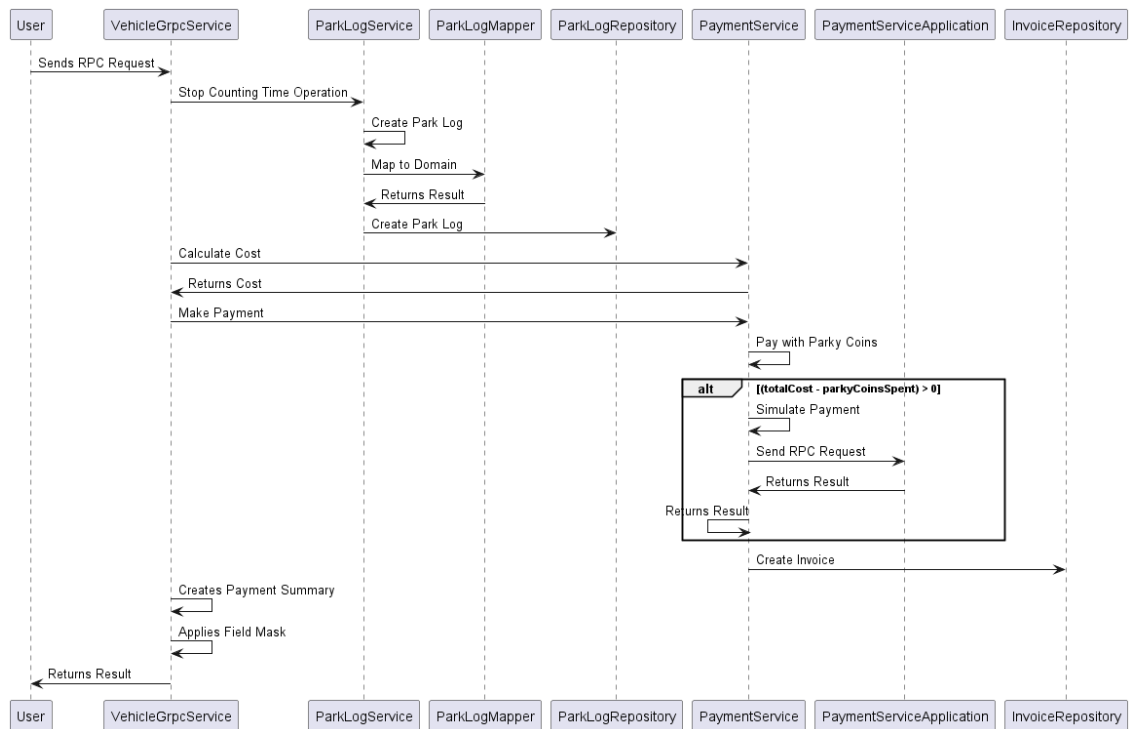 User VehicleGrpcService ParkLogService ParkLogMapper ParkLogRepository PaymentService PaymentServiceApplication InvoiceRepository
Sends RPC Request
Stop Counting Time Operation
Create Park Log
Map to Domain
Returns Result
Create Park Log
Calculate Cost
Returns Cost
Make Payment
Pay with Parky Coins
alt [(totalCost - parkyCoinsSpent) > 0]
Simulate Payment
Send RPC Request
Returns Result
Returns Result
Create Invoice
Creates Payment Summary
Applies Field Mask
Returns Result
User VehicleGrpcService ParkLogService ParkLogMapper ParkLogRepository PaymentService PaymentServiceApplication InvoiceRepository